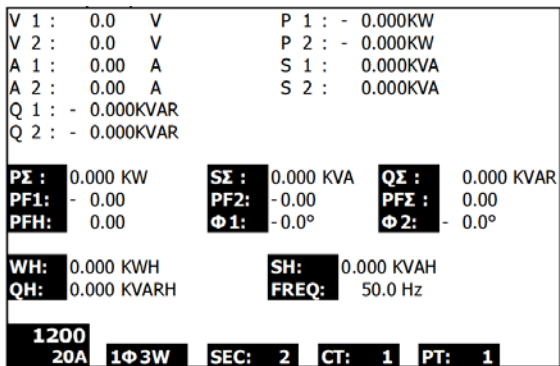 V 1 : 0.0 V P 1 : - 0.000KW
V 2 : 0.0 V P 2 : - 0.000KW
A 1 : 0.00 A S 1 : 0.000KVA
A 2 : 0.00 A S 2 : 0.000KVA
Q 1 : - 0.000KVAR
Q 2 : - 0.000KVAR
PΣ : 0.000 KW SΣ : 0.000 KVA QΣ : 0.000 KVAR
PF1: - 0.00 PF2: - 0.00 PFΣ : 0.00
PFH: 0.00 Φ1: - 0.0° Φ2: - 0.0°
WH: 0.000 KWH SH: 0.000 KVAH
QH: 0.000 KVARH FREQ: 50.0 Hz
1200
20A 1Φ3W SEC: 2 CT: 1 PT: 1